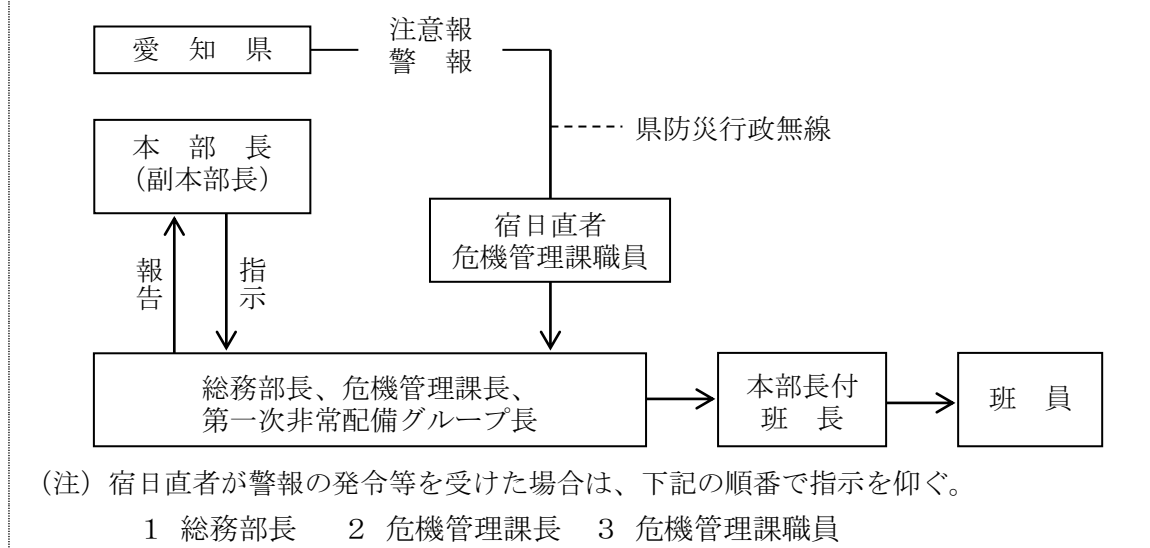 愛　知　県
注意報
警　報
県防災行政無線
本　部　長
（副本部長）
宿日直者
危機管理課職員
報告
指示
総務部長、危機管理課長、
第一次非常配備グループ長
本部長付
班　長
班　員
（注）宿日直者が警報の発令等を受けた場合は、下記の順番で指示を仰ぐ。
１　総務部長　　２　危機管理課長　３　危機管理課職員